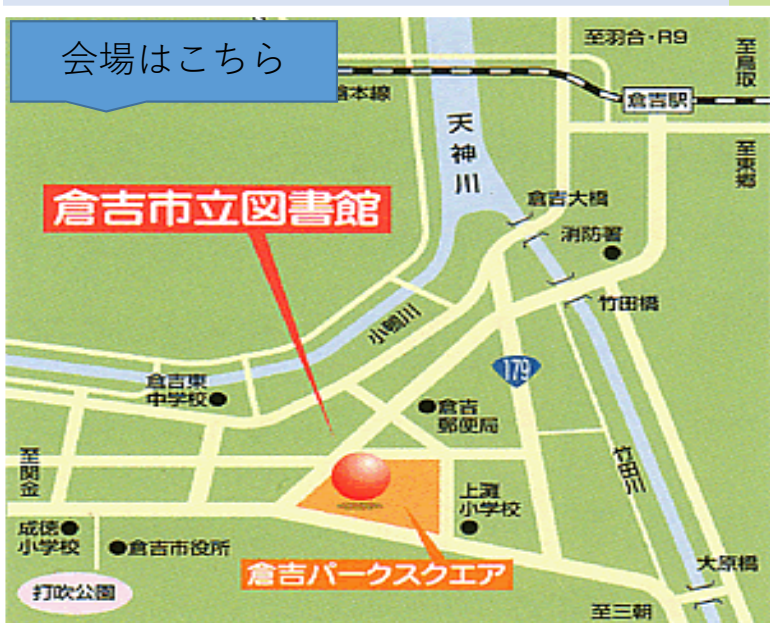 会場はこちら
至羽合・R9
至鳥取
本線
倉吉駅
天神川
至東郷
倉吉市立図書館
倉吉大橋
消防署
竹田橋
小鴨川
179
倉吉東
中学校
倉吉
郵便局
至関金
竹田川
上灘
小学校
成徳
小学校
倉吉市役所
倉吉パークスクエア
大原橋
打吹公園
至三朝